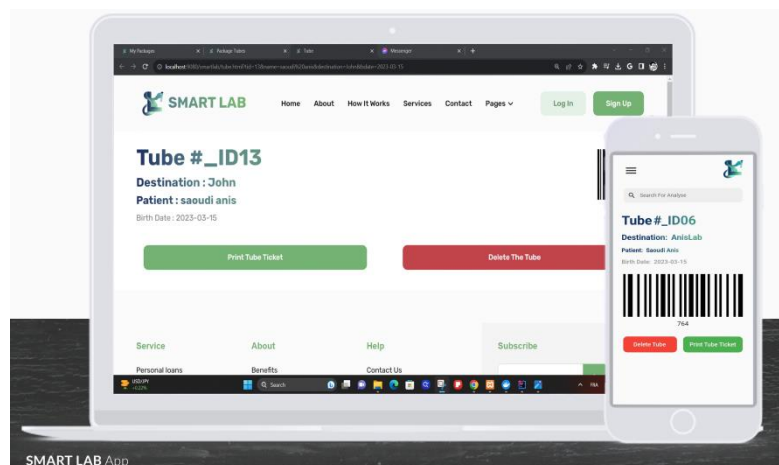 My Packages
Package Tubes
Tube
Messenger
SMART LAB
Home
About
How It Works
Services
Contact
Pages
Log In
Sign Up
Tube #_ID13
Destination : John
Patient : saoudi anis
Birth Date : 2023-03-15
Print Tube Ticket
Delete The Tube
Service
About
Help
Subscribe
Personal loans
Benefits
Contact Us
USD/JPY
+0.22%
Search
FRA
Search For Analyse
Tube#_ID06
Destination: AnisLab
Patient: Saoudi Anis
Birth Date: 2023-03-15
764
Delete Tube
Print Tube Ticket
SMART LAB App